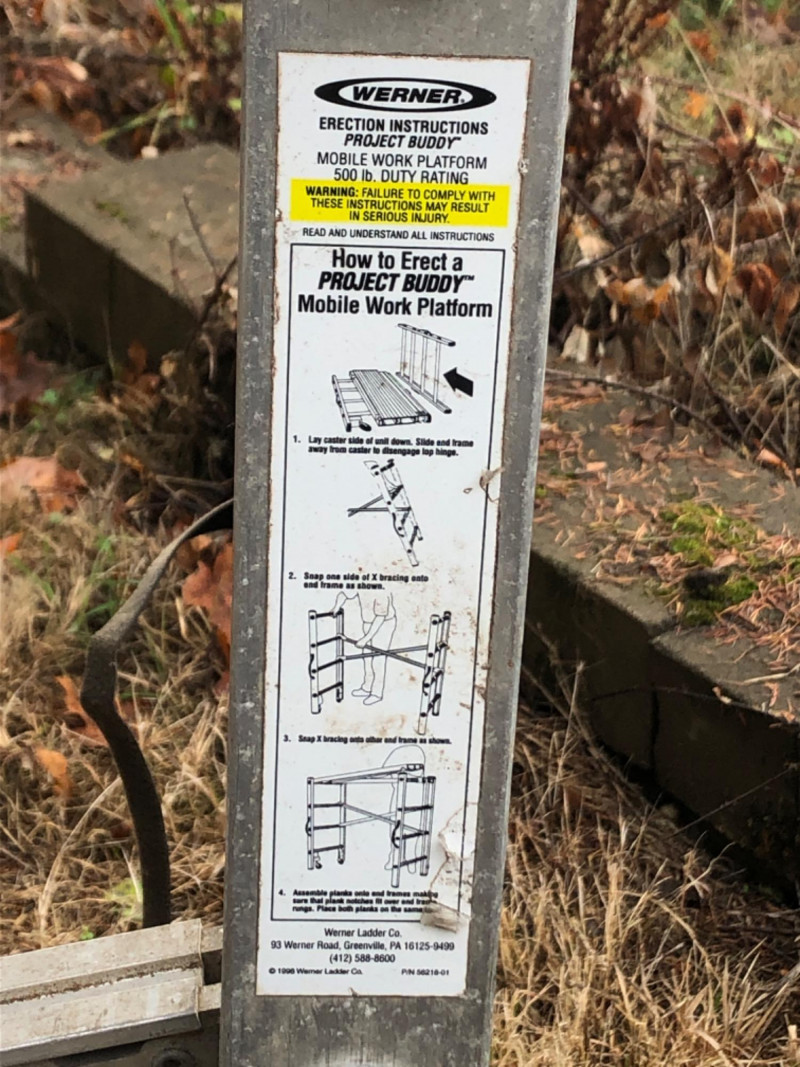 WERNER®
ERECTION INSTRUCTIONS
PROJECT BUDDY™
MOBILE WORK PLATFORM
500 lb. DUTY RATING
WARNING: FAILURE TO COMPLY WITH
THESE INSTRUCTIONS MAY RESULT
IN SERIOUS INJURY.
READ AND UNDERSTAND ALL INSTRUCTIONS
How to Erect a
PROJECT BUDDY™
Mobile Work Platform
1. Lay caster side of unit down. Slide end frame
away from caster to disengage top hinge.
2. Snap one side of X bracing onto
end frame as shown.
3. Snap X bracing onto other end frame as shown.
4. Assemble planks onto end frames making
sure that plank notches fit over end
rungs. Place both planks on the same
Werner Ladder Co.
93 Werner Road, Greenville, PA 16125-9499
(412) 588-8600
© 1996 Werner Ladder Co. P/N 56218-01